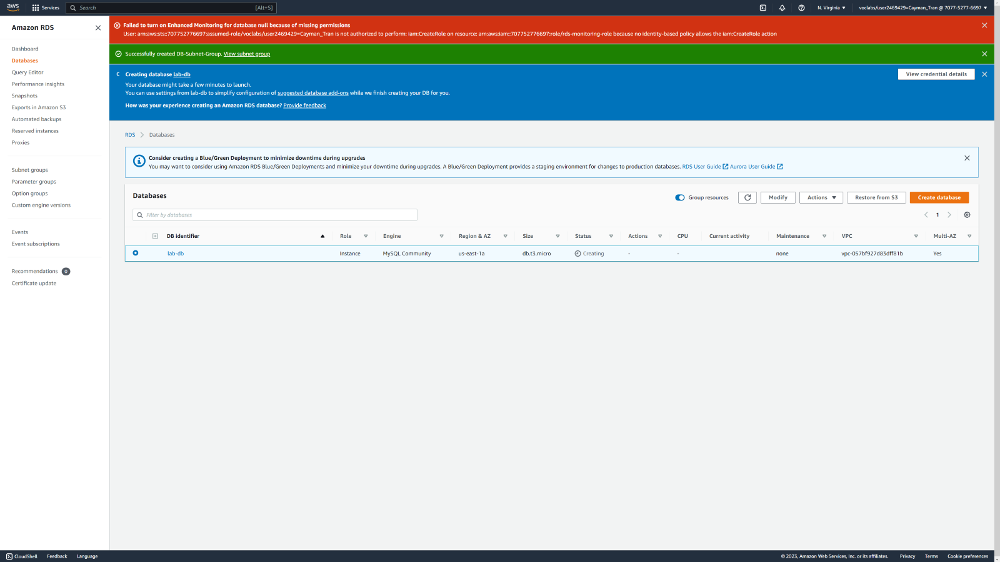 aws Services Search [Alt+S] N. Virginia voclabs/user2469429=Cayman_Tran @ 7077-5277-6697
Amazon RDS
Dashboard
Databases
Query Editor
Performance insights
Snapshots
Exports in Amazon S3
Automated backups
Reserved instances
Proxies
Subnet groups
Parameter groups
Option groups
Custom engine versions
Events
Event subscriptions
Recommendations 0
Certificate update
Failed to turn on Enhanced Monitoring for database null because of missing permissions
User: arn:aws:sts::707752776697:assumed-role/voclabs/user2469429=Cayman_Tran is not authorized to perform: iam:CreateRole on resource: arn:aws:iam::707752776697:role/rds-monitoring-role because no identity-based policy allows the iam:CreateRole action
Successfully created DB-Subnet-Group. View subnet group
Creating database lab-db
View credential details
Your database might take a few minutes to launch.
You can use settings from lab-db to simplify configuration of suggested database add-ons while we finish creating your DB for you.
How was your experience creating an Amazon RDS database? Provide feedback
RDS > Databases
Consider creating a Blue/Green Deployment to minimize downtime during upgrades
You may want to consider using Amazon RDS Blue/Green Deployments and minimize your downtime during upgrades. A Blue/Green Deployment provides a staging environment for changes to production databases. RDS User Guide Aurora User Guide
Databases
Group resources Modify Actions Restore from S3 Create database
Filter by databases
1
DB identifier Role Engine Region & AZ Size Status Actions CPU Current activity Maintenance VPC Multi-AZ
lab-db Instance MySQL Community us-east-1a db.t3.micro Creating - - none vpc-057bf927d83dff81b Yes
CloudShell Feedback Language © 2023, Amazon Web Services, Inc. or its affiliates. Privacy Terms Cookie preferences